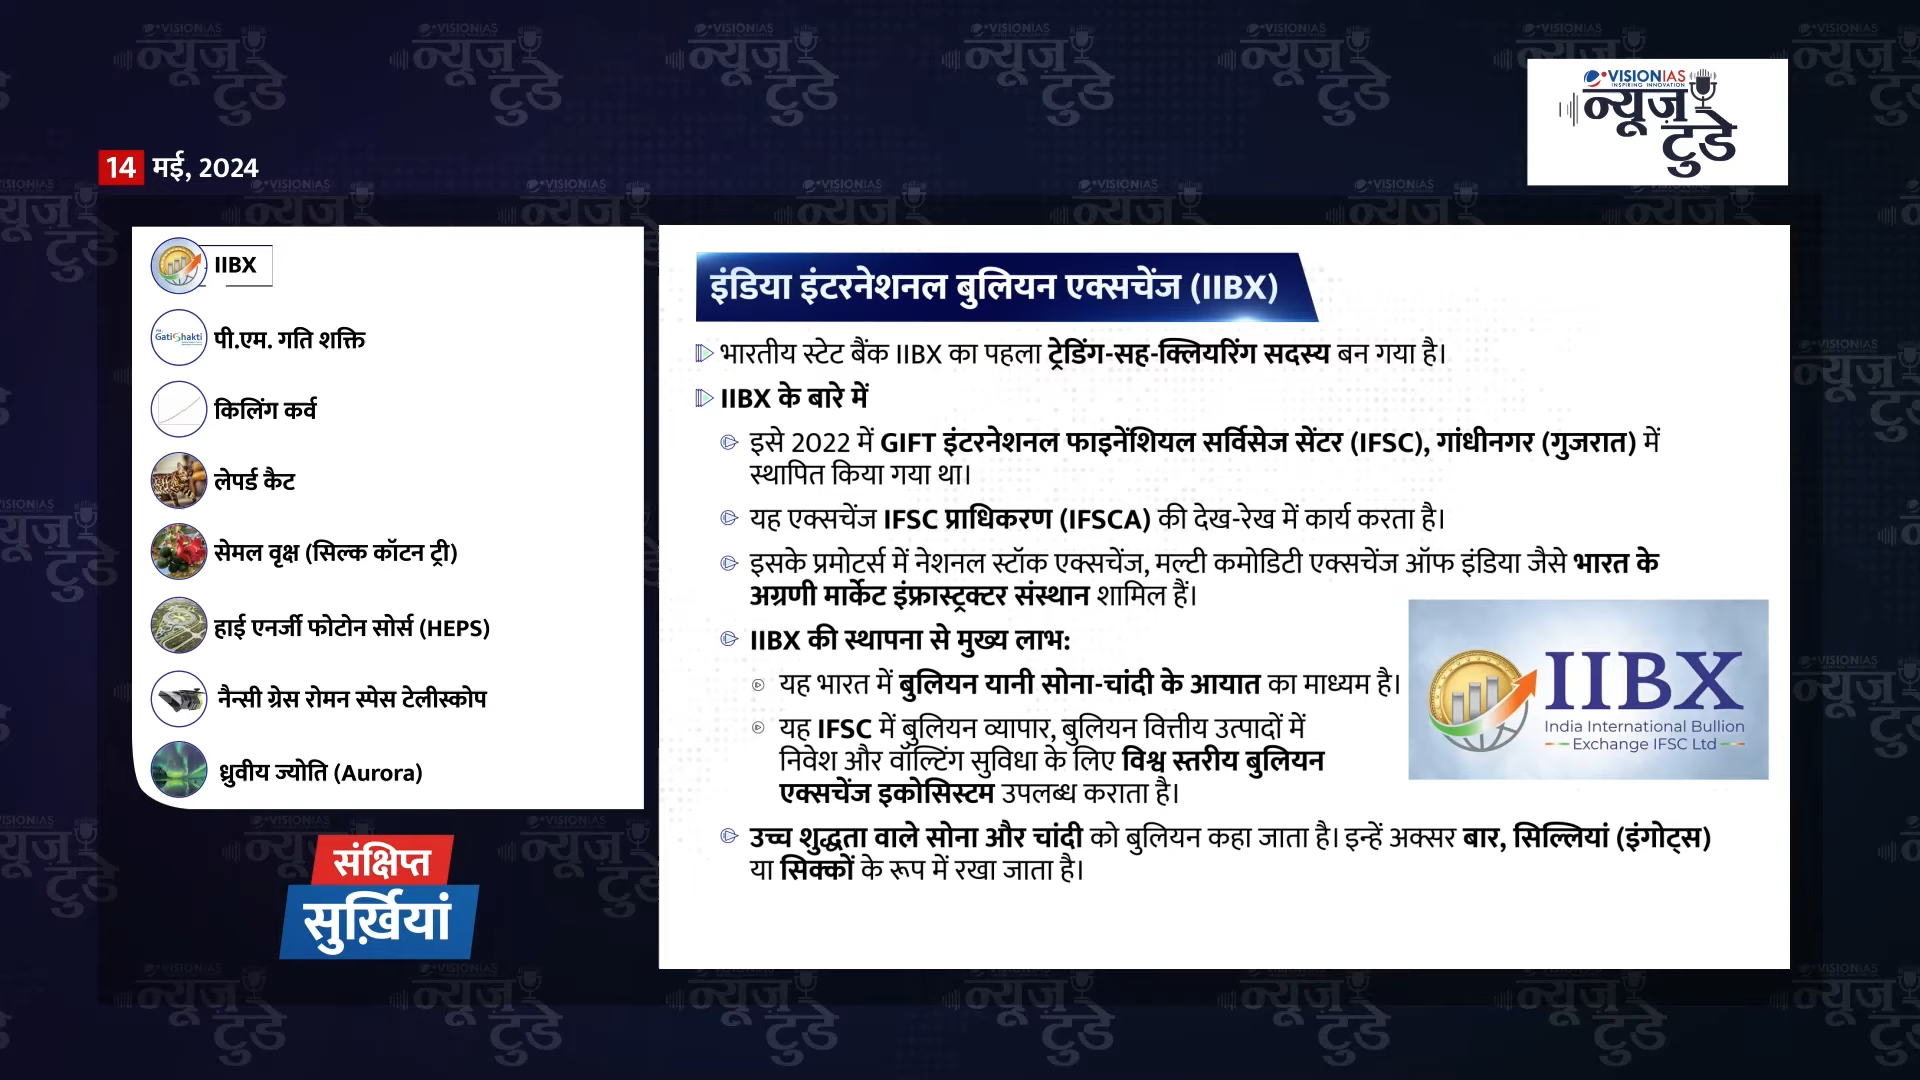 VISIONIAS
INSPIRING INNOVATION
न्यूज़
टुडे
14 मई, 2024
IIBX
पी.एम. गति शक्ति
किलिंग कर्व
लेपर्ड कैट
सेमल वृक्ष (सिल्क कॉटन ट्री)
हाई एनर्जी फोटोन सोर्स (HEPS)
नैन्सी ग्रेस रोमन स्पेस टेलीस्कोप
ध्रुवीय ज्योति (Aurora)
संक्षिप्त
सुर्ख़ियां
इंडिया इंटरनेशनल बुलियन एक्सचेंज (IIBX)
भारतीय स्टेट बैंक IIBX का पहला ट्रेडिंग-सह-क्लियरिंग सदस्य बन गया है।
IIBX के बारे में
इसे 2022 में GIFT इंटरनेशनल फाइनेंशियल सर्विसेज सेंटर (IFSC), गांधीनगर (गुजरात) में
स्थापित किया गया था।
यह एक्सचेंज IFSC प्राधिकरण (IFSCA) की देख-रेख में कार्य करता है।
इसके प्रमोटर्स में नेशनल स्टॉक एक्सचेंज, मल्टी कमोडिटी एक्सचेंज ऑफ इंडिया जैसे भारत के
अग्रणी मार्केट इंफ्रास्ट्रक्टर संस्थान शामिल हैं।
IIBX की स्थापना से मुख्य लाभ:
यह भारत में बुलियन यानी सोना-चांदी के आयात का माध्यम है।
यह IFSC में बुलियन व्यापार, बुलियन वित्तीय उत्पादों में
निवेश और वॉल्टिंग सुविधा के लिए विश्व स्तरीय बुलियन
एक्सचेंज इकोसिस्टम उपलब्ध कराता है।
उच्च शुद्धता वाले सोना और चांदी को बुलियन कहा जाता है। इन्हें अक्सर बार, सिल्लियां (इंगोट्स)
या सिक्कों के रूप में रखा जाता है।
IIBX
India International Bullion
Exchange IFSC Ltd
GatiShakti